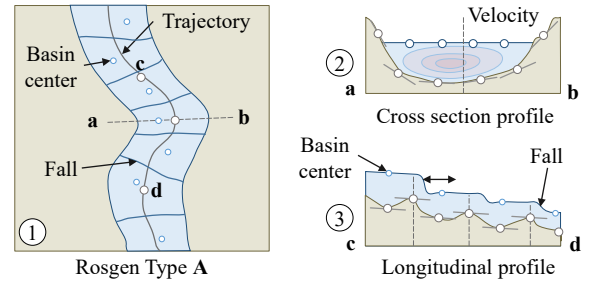 Trajectory
Basin
center
c
a
b
Fall
d
1
Rosgen Type A
Velocity
2
a
b
Cross section profile
Basin
center
Fall
3
c
d
Longitudinal profile